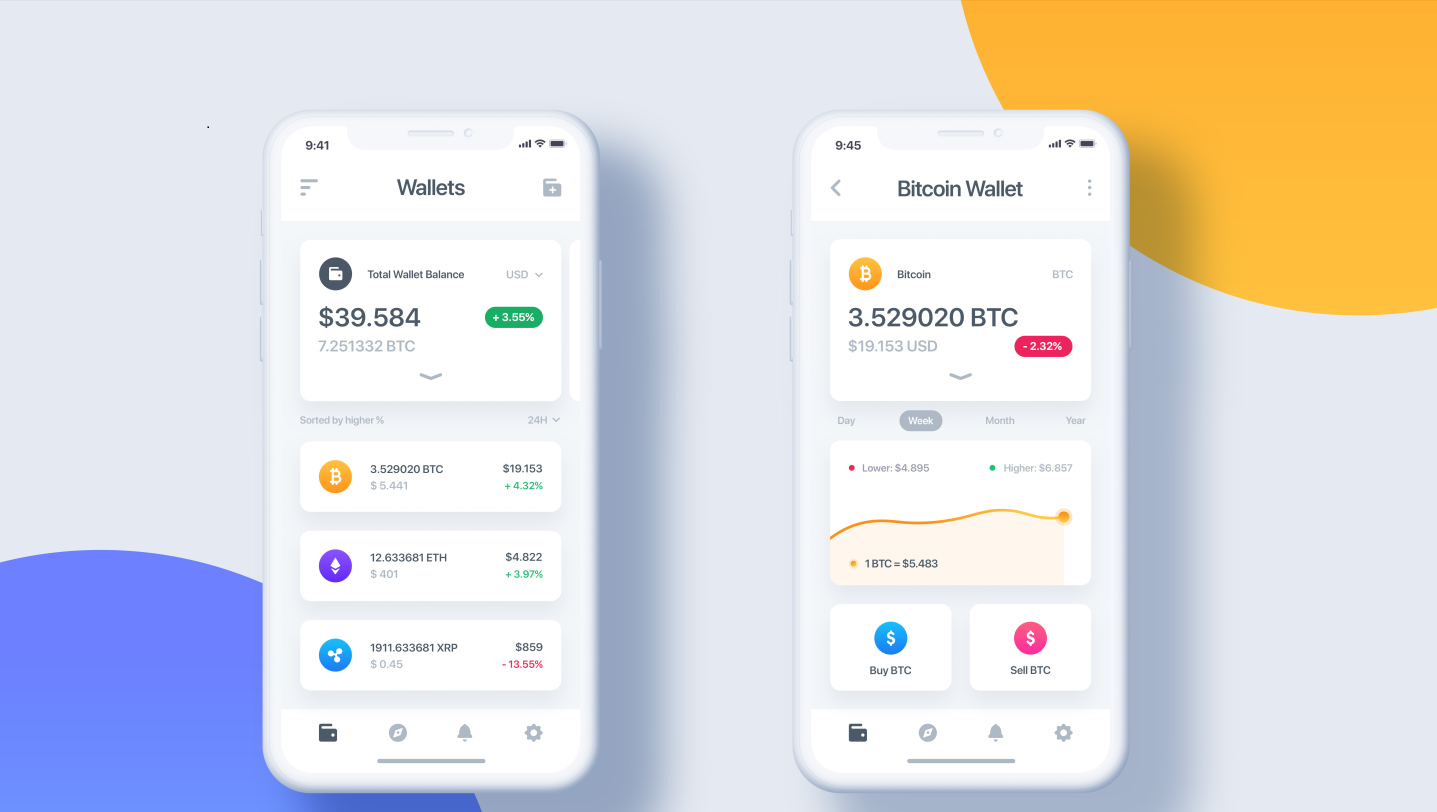 9:41
Wallets
Total Wallet Balance
USD
$39.584
+ 3.55%
7.251332 BTC
Sorted by higher %
24H
3.529020 BTC
$19.153
$ 5.441
+ 4.32%
12.633681 ETH
$4.822
$ 401
+ 3.97%
1911.633681 XRP
$859
$ 0.45
- 13.55%
9:45
Bitcoin Wallet
Bitcoin
BTC
3.529020 BTC
$19.153 USD
- 2.32%
Day
Week
Month
Year
Lower: $4.895
Higher: $6.857
1 BTC = $5.483
$
$
Buy BTC
Sell BTC